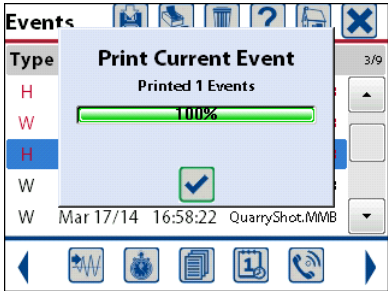 Events
Type
Print Current Event
3/9
Printed 1 Events
H
100%
W
H
W
W Mar 17/14 16:58:22 QuarryShot.MMB